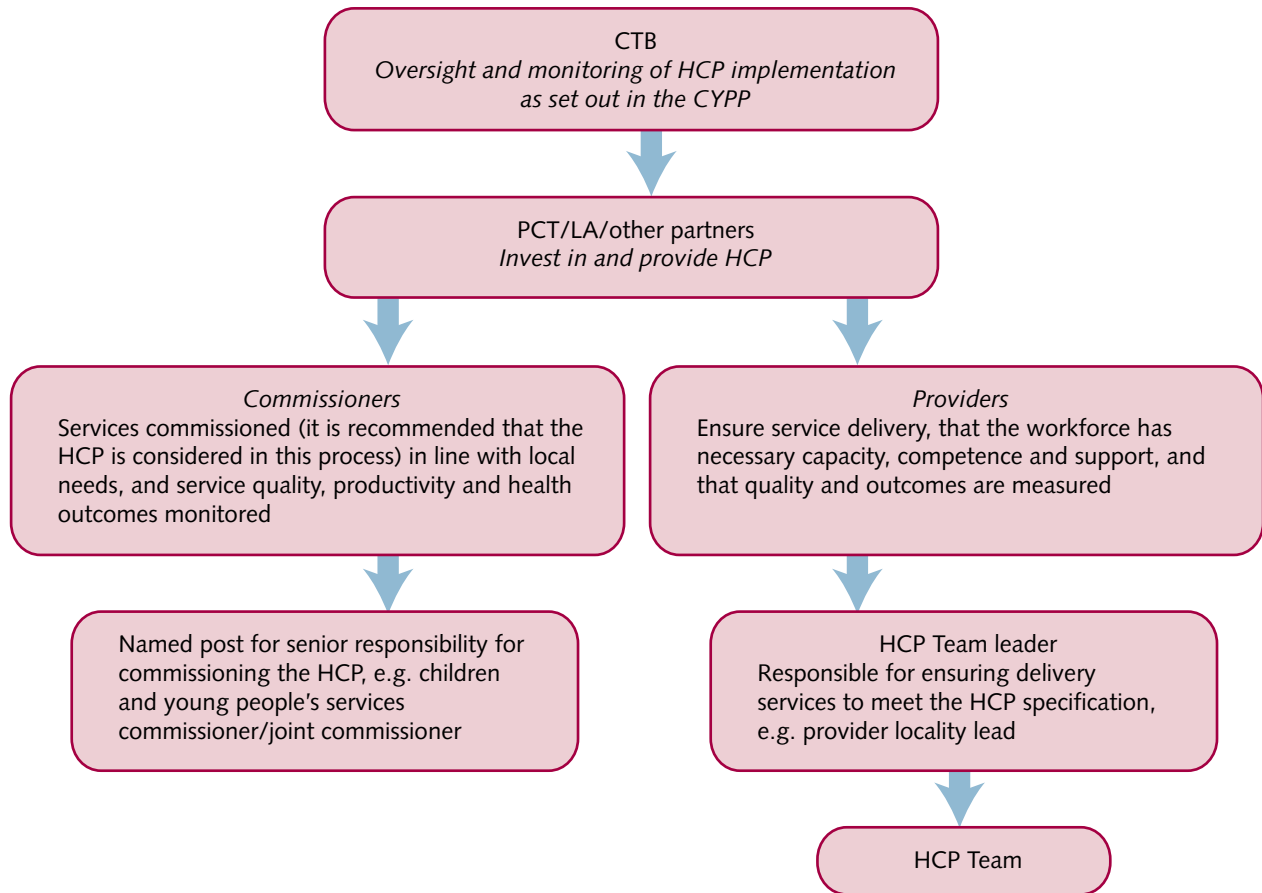 CTB
Oversight and monitoring of HCP implementation
as set out in the CYPP
PCT/LA/other partners
Invest in and provide HCP
Commissioners
Services commissioned (it is recommended that the
HCP is considered in this process) in line with local
needs, and service quality, productivity and health
outcomes monitored
Providers
Ensure service delivery, that the workforce has
necessary capacity, competence and support, and
that quality and outcomes are measured
Named post for senior responsibility for
commissioning the HCP, e.g. children
and young people’s services
commissioner/joint commissioner
HCP Team leader
Responsible for ensuring delivery
services to meet the HCP specification,
e.g. provider locality lead
HCP Team